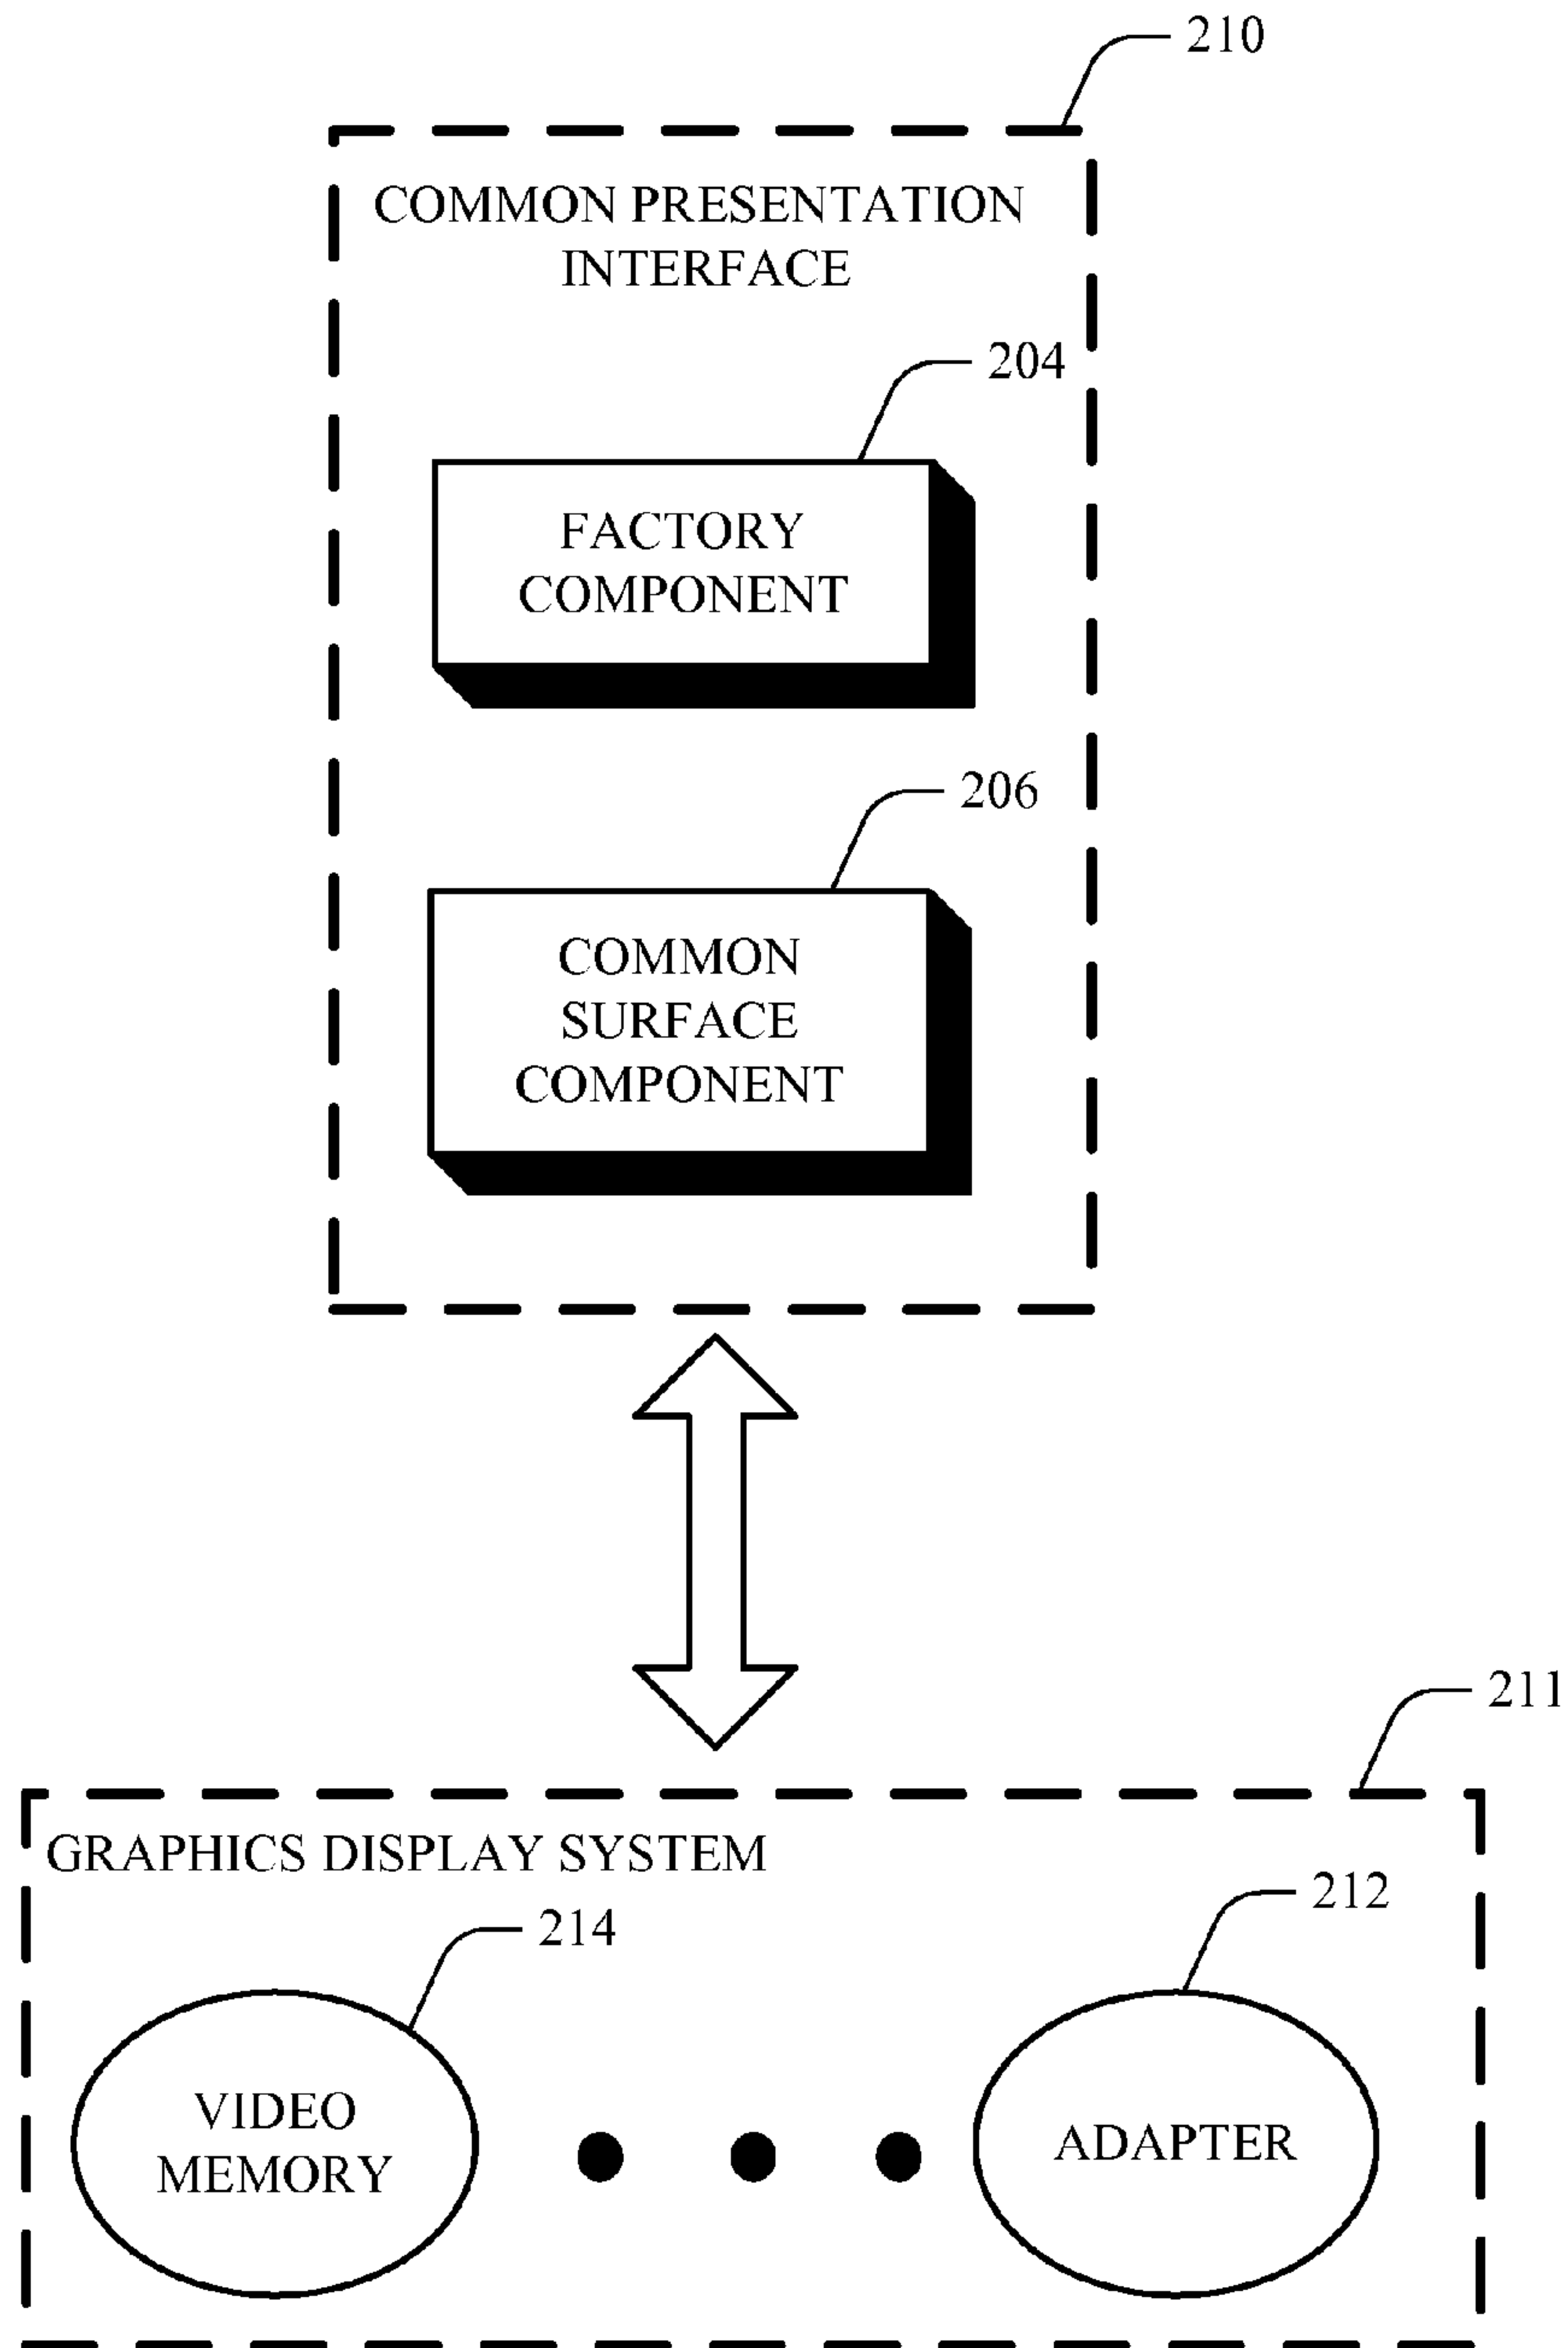 210
COMMON PRESENTATION
INTERFACE
204
FACTORY
COMPONENT
206
COMMON
SURFACE
COMPONENT
211
GRAPHICS DISPLAY SYSTEM
212
214
VIDEO
MEMORY
ADAPTER